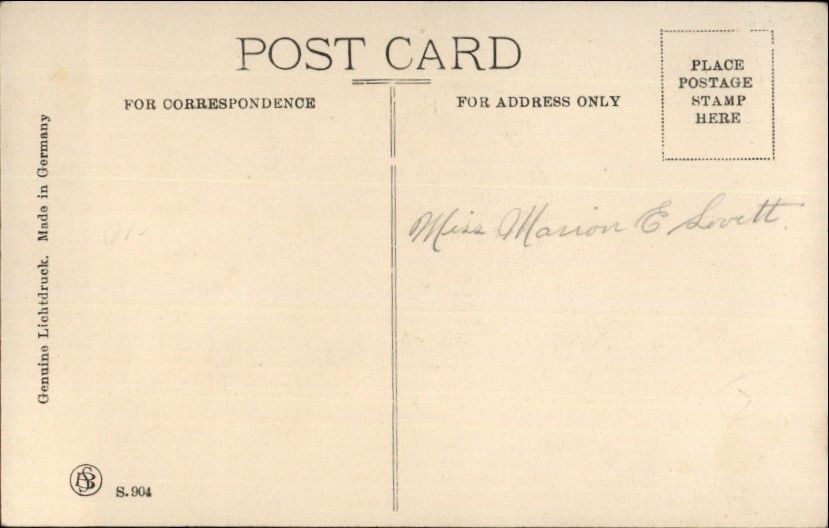 POST CARD
FOR CORRESPONDENCE
FOR ADDRESS ONLY
PLACE
POSTAGE
STAMP
HERE
Genuine Lichtdruck. Made in Germany
Miss Marion E Lovett.
S. 904